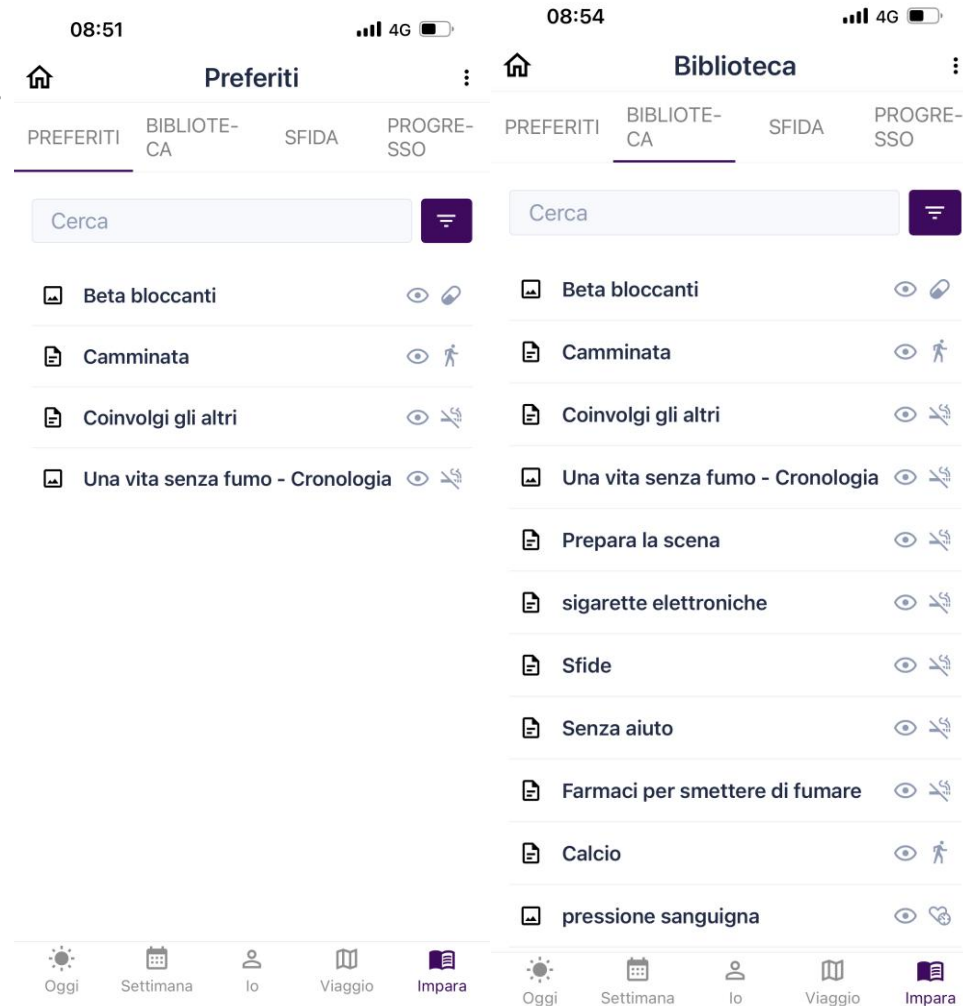 08:51
4G
Preferiti
PREFERITI
BIBLIOTE-
CA
SFIDA
PROGRE-
SSO
Cerca
Beta bloccanti
Camminata
Coinvolgi gli altri
Una vita senza fumo - Cronologia
Oggi
Settimana
Io
Viaggio
Impara
08:54
4G
Biblioteca
PREFERITI
BIBLIOTE-
CA
SFIDA
PROGRE-
SSO
Cerca
Beta bloccanti
Camminata
Coinvolgi gli altri
Una vita senza fumo - Cronologia
Prepara la scena
sigarette elettroniche
Sfide
Senza aiuto
Farmaci per smettere di fumare
Calcio
pressione sanguigna
Oggi
Settimana
Io
Viaggio
Impara